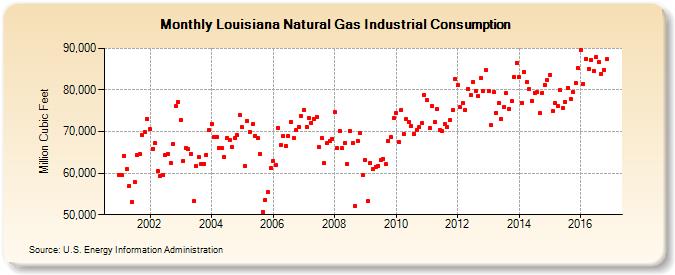 Monthly Louisiana Natural Gas Industrial Consumption
Million Cubic Feet
90,000
80,000
70,000
60,000
50,000
2002 2004 2006 2008 2010 2012 2014 2016
Source: U.S. Energy Information Administration